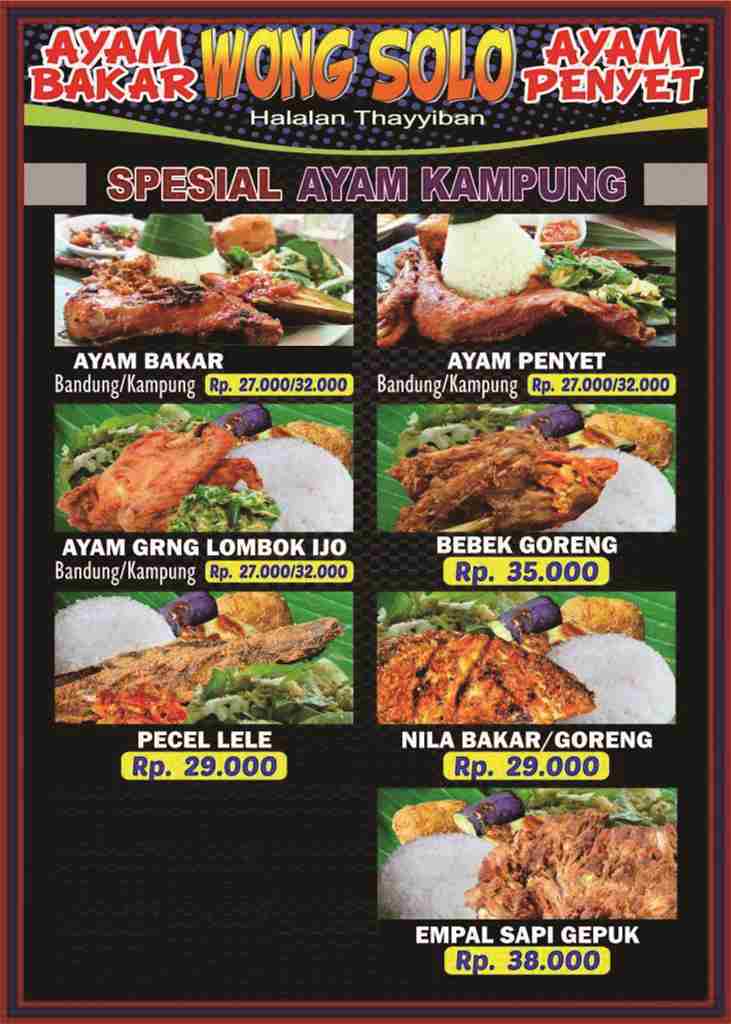 AYAM BAKAR
WONG SOLO
AYAM PENYET
Halalan Thayyiban
SPESIAL AYAM KAMPUNG
AYAM BAKAR
Bandung/Kampung Rp. 27.000/32.000
AYAM PENYET
Bandung/Kampung Rp. 27.000/32.000
AYAM GRNG LOMBOK IJO
Bandung/Kampung Rp. 27.000/32.000
BEBEK GORENG
Rp. 35.000
PECEL LELE
Rp. 29.000
NILA BAKAR/GORENG
Rp. 29.000
EMPAL SAPI GEPUK
Rp. 38.000